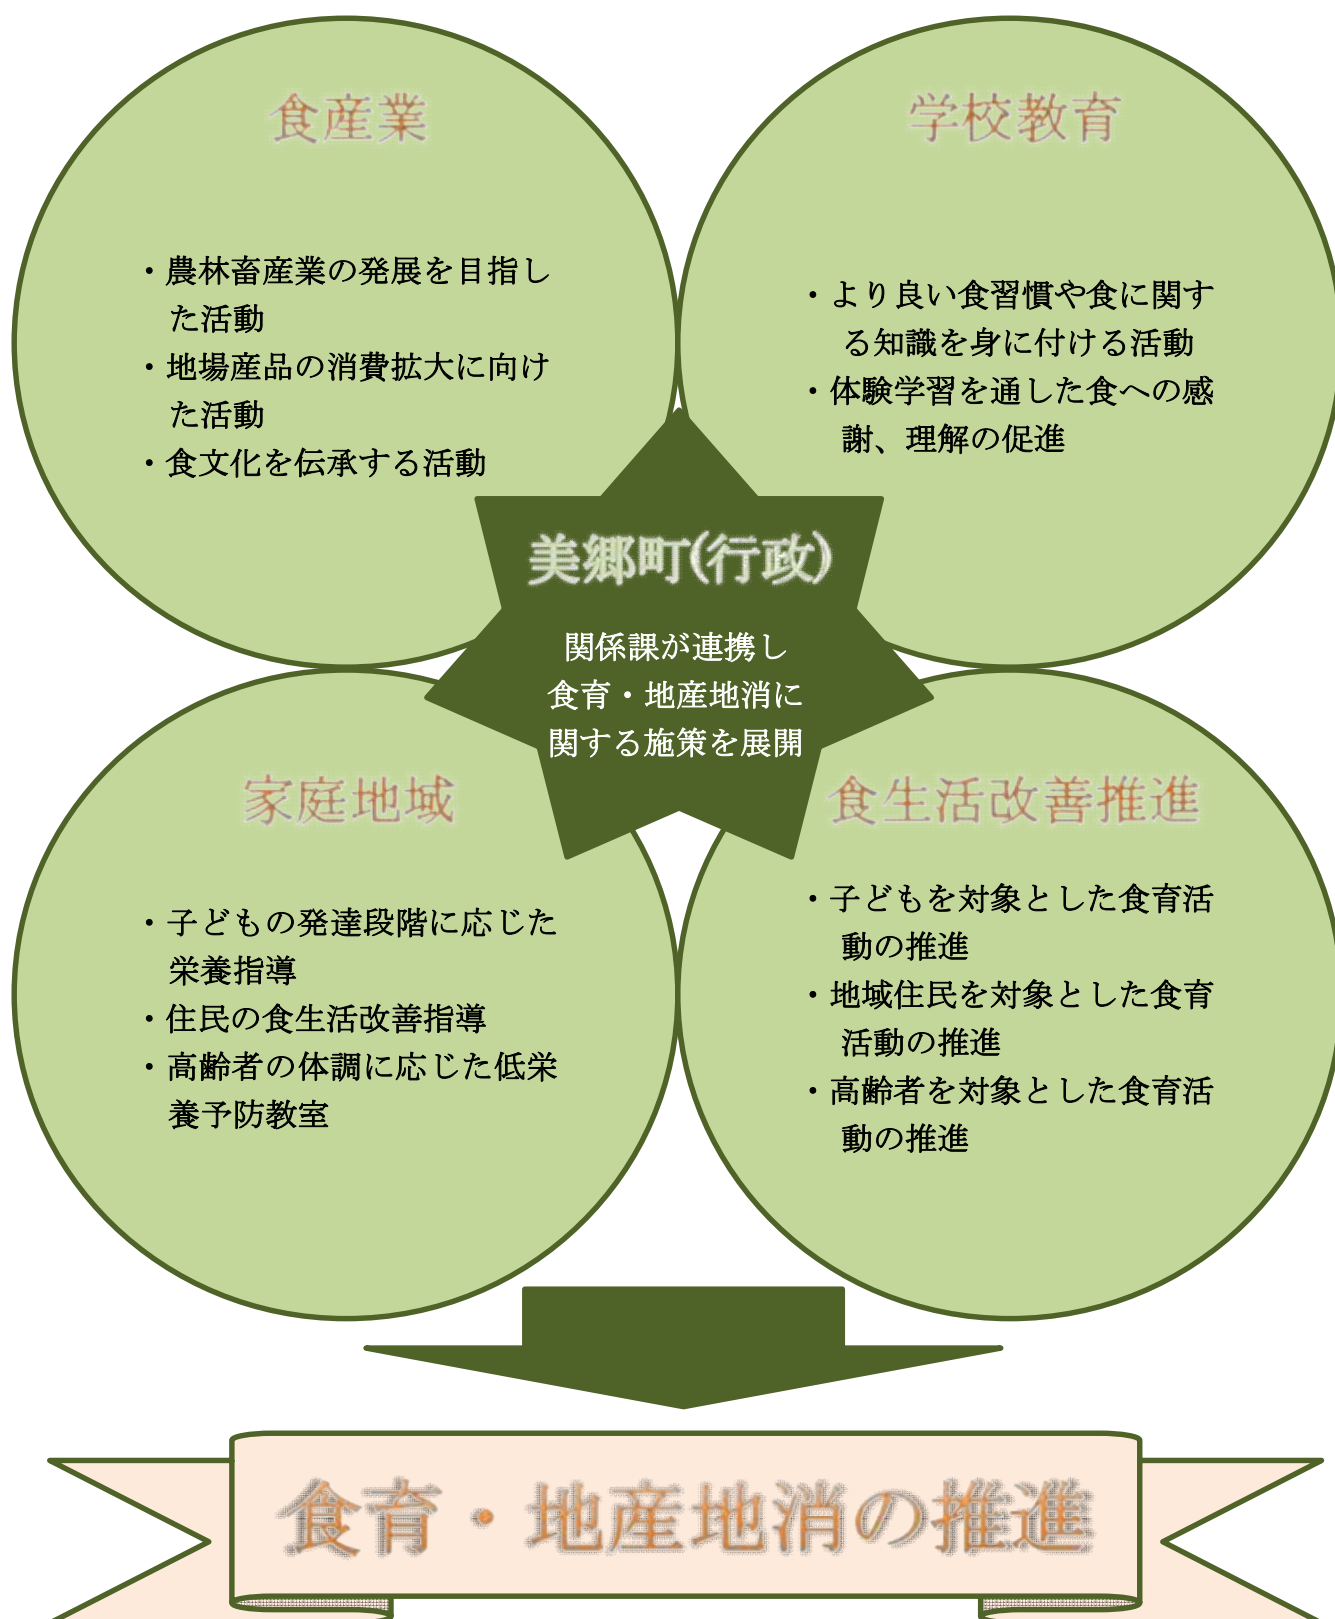 食産業
・農林畜産業の発展を目指し
た活動
・地場産品の消費拡大に向け
た活動
・食文化を伝承する活動
学校教育
・より良い食習慣や食に関す
る知識を身に付ける活動
・体験学習を通した食への感
謝、理解の促進
美郷町(行政)
関係課が連携し
食育・地産地消に
関する施策を展開
家庭地域
・子どもの発達段階に応じた
栄養指導
・住民の食生活改善指導
・高齢者の体調に応じた低栄
養予防教室
食生活改善推進
・子どもを対象とした食育活
動の推進
・地域住民を対象とした食育
活動の推進
・高齢者を対象とした食育活
動の推進
食育・地産地消の推進